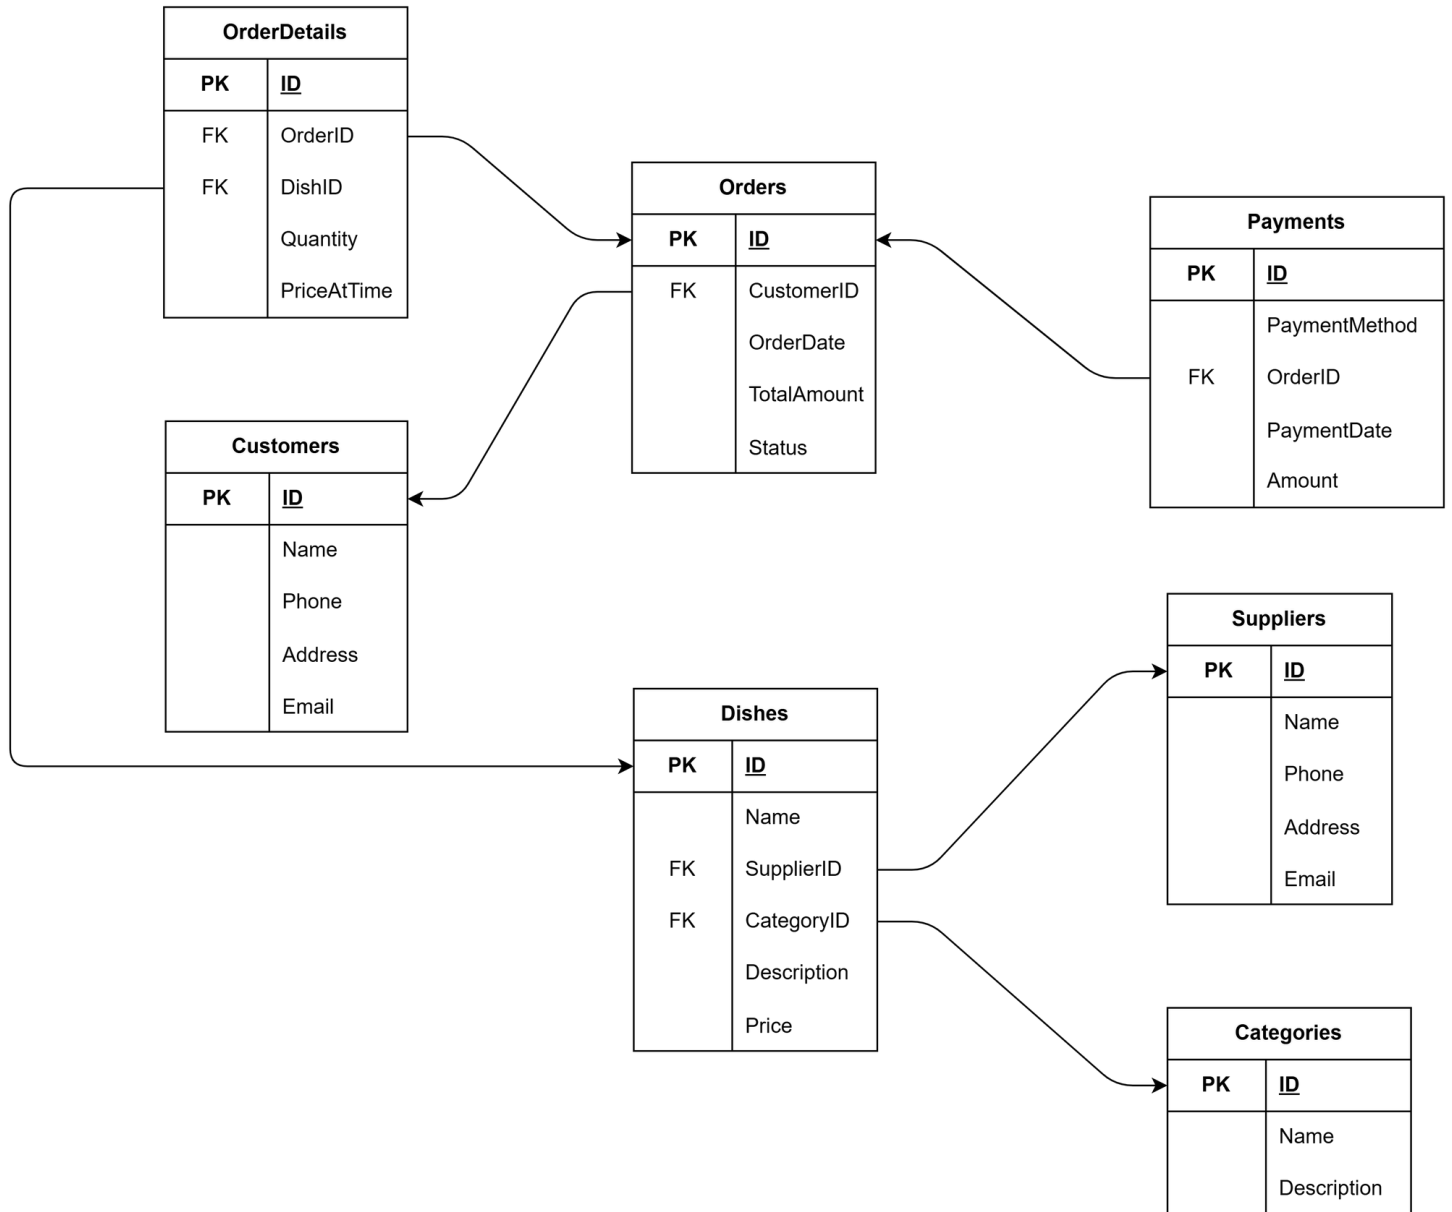 OrderDetails
PK ID
FK OrderID
FK DishID
Quantity
PriceAtTime
Orders
PK ID
FK CustomerID
OrderDate
TotalAmount
Status
Payments
PK ID
PaymentMethod
FK OrderID
PaymentDate
Amount
Customers
PK ID
Name
Phone
Address
Email
Dishes
PK ID
Name
FK SupplierID
FK CategoryID
Description
Price
Suppliers
PK ID
Name
Phone
Address
Email
Categories
PK ID
Name
Description